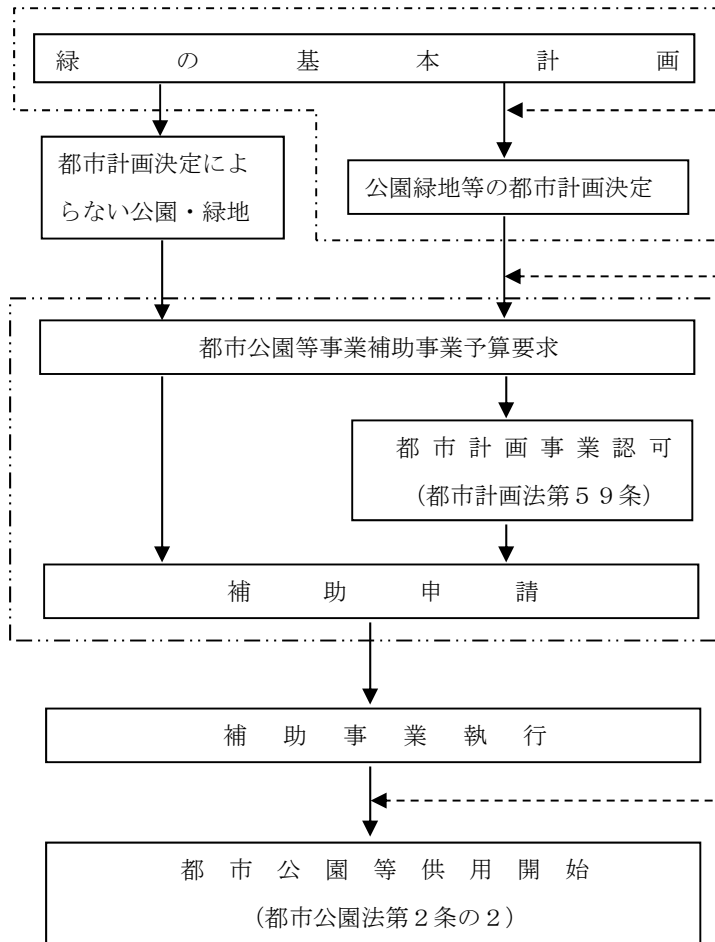 緑の基本計画
都市計画決定によ
らない公園・緑地
公園緑地等の都市計画決定
都市公園等事業補助事業予算要求
都市計画事業認可
（都市計画法第５９条）
補助申請
補助事業執行
都市公園等供用開始
（都市公園法第２条の２）